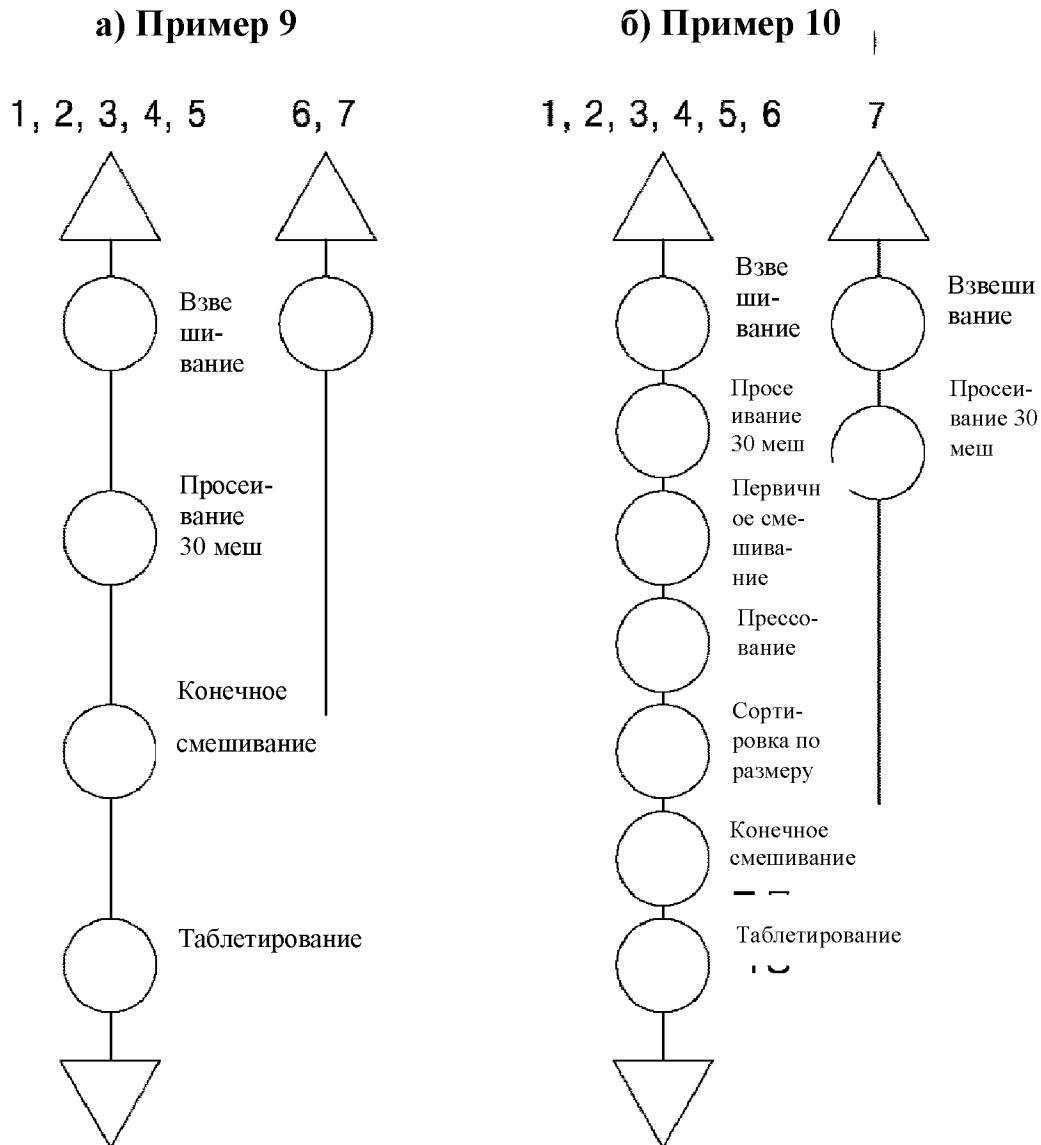 а) Пример 9
1, 2, 3, 4, 5
6, 7
Взве
ши-
вание
Просеи-
вание
30 меш
Конечное
смешивание
Таблетирование
б) Пример 10
1, 2, 3, 4, 5, 6
7
Взве
ши-
вание
Просе
ивание
30 меш
Первичн
ое сме-
шива-
ние
Прессо-
вание
Сорти-
ровка по
размеру
Конечное
смешивание
Таблетирование
Взвеши
вание
Просеи-
вание 30
меш